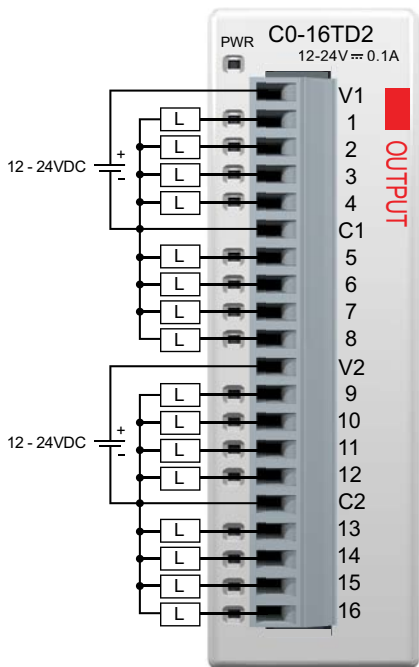 PWR C0-16TD2
12-24V⎓0.1A
V1
L 1
L 2
12 - 24VDC + - L 3
L 4
C1
L 5
L 6
L 7
L 8
V2
L 9
L 10
12 - 24VDC + - L 11
L 12
C2
L 13
L 14
L 15
L 16
OUTPUT